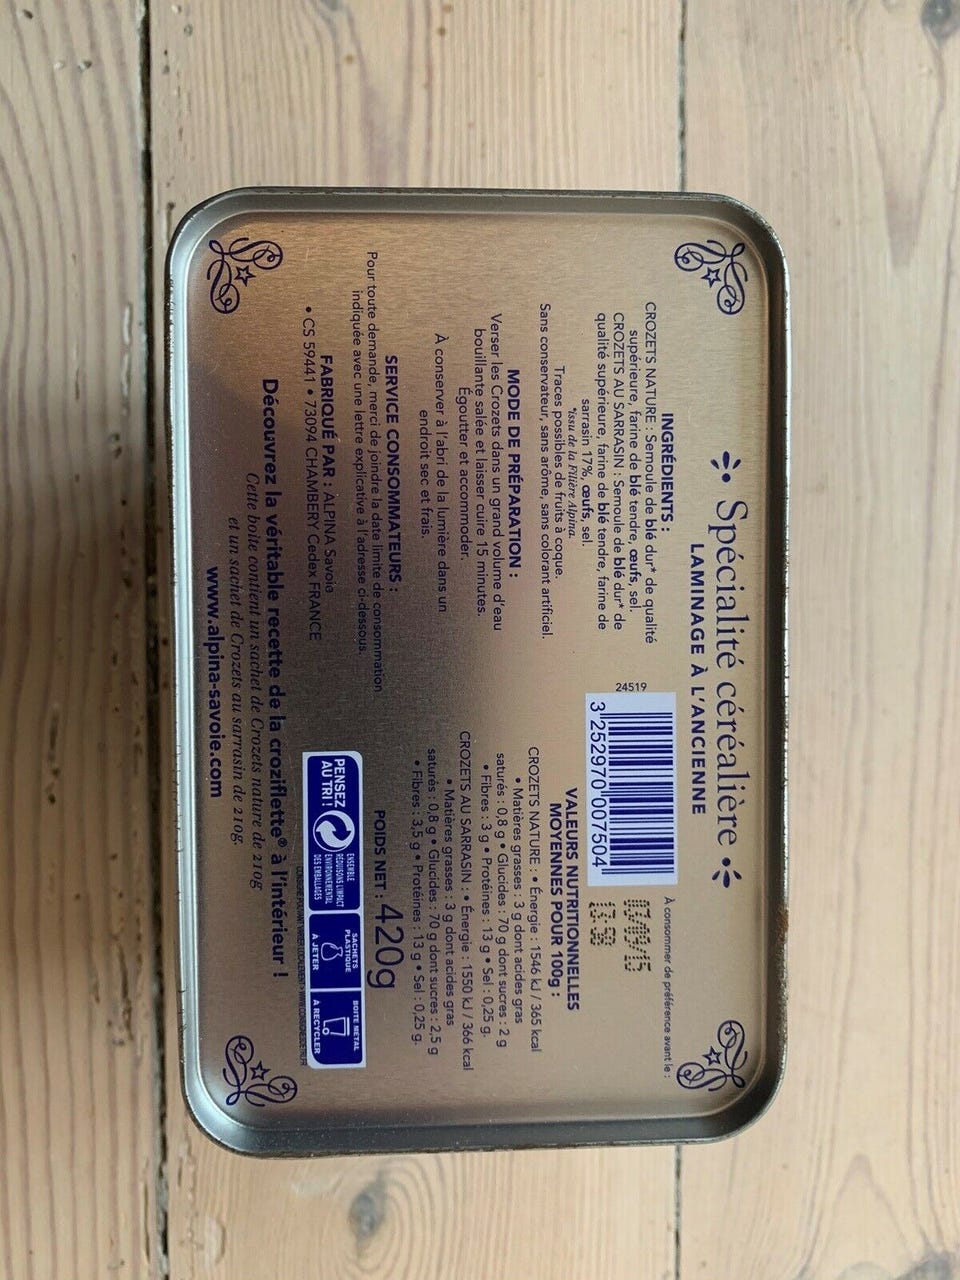 Spécialité céréalière
LAMINAGE À L'ANCIENNE
INGRÉDIENTS :
CROZETS NATURE : Semoule de blé dur* de qualité
supérieure, farine de blé tendre, œufs, sel.
CROZETS AU SARRASIN : Semoule de blé dur* de
qualité supérieure, farine de blé tendre, farine de
sarrasin 17%, œufs, sel.
*issu de la Filière Alpina.
Traces possibles de fruits à coque.
Sans conservateur, sans arôme, sans colorant artificiel.
MODE DE PRÉPARATION :
Verser les Crozets dans un grand volume d'eau
bouillante salée et laisser cuire 15 minutes.
Égoutter et accommoder.
À conserver à l'abri de la lumière dans un
endroit sec et frais.
SERVICE CONSOMMATEURS :
Pour toute demande, merci de joindre la date limite de consommation
indiquée avec une lettre explicative à l'adresse ci-dessous.
FABRIQUÉ PAR : ALPINA Savoie
• CS 59441 • 73094 CHAMBERY Cedex FRANCE
À consommer de préférence avant le :
24519
3 252970 007504
13:50
VALEURS NUTRITIONNELLES
MOYENNES POUR 100g :
CROZETS NATURE : • Énergie : 1546 kJ / 365 kcal
• Matières grasses : 3 g dont acides gras
saturés : 0,8 g • Glucides : 70 g dont sucres : 2 g
• Fibres : 3 g • Protéines : 13 g • Sel : 0,25 g.
CROZETS AU SARRASIN : • Énergie : 1550 kJ / 366 kcal
• Matières grasses : 3 g dont acides gras
saturés : 0,8 g • Glucides : 70 g dont sucres : 2,5 g
• Fibres : 3,5 g • Protéines : 13 g • Sel : 0,25 g.
POIDS NET : 420g
PENSEZ
AU TRI !
ENSEMBLE
RÉDUISONS L'IMPACT
ENVIRONNEMENTAL
DES EMBALLAGES
SACHETS
PLASTIQUE
À JETER
BOITE MÉTAL
À RECYCLER
Découvrez la véritable recette de la croziflette® à l'intérieur !
Cette boîte contient un sachet de Crozets nature de 210g
et un sachet de Crozets au sarrasin de 210g.
www.alpina-savoie.com